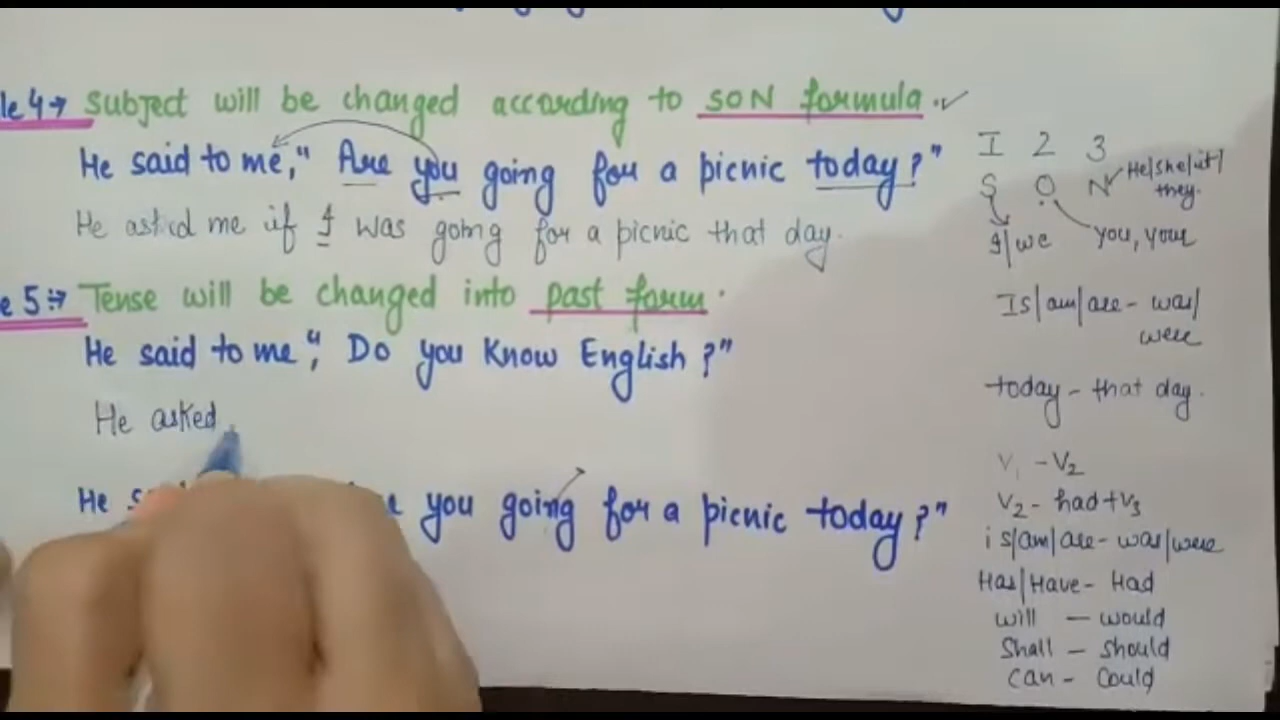 le 4→ Subject will be changed according to SON formula.
He said to me," Are you going for a picnic today?"
He asked me if I was going for a picnic that day.
e 5:→ Tense will be changed into past form.
He said to me", Do you Know English ?"
He asked
He s e you going for a picnic today?"
I 2 3
S O N He/she/it/
they.
I/we you, your
Is/am/are - was/
were
today - that day.
V1 - V2
V2 - had+V3
is/am/are - was/were
Has/Have - Had
will — would
Shall — should
can - Could